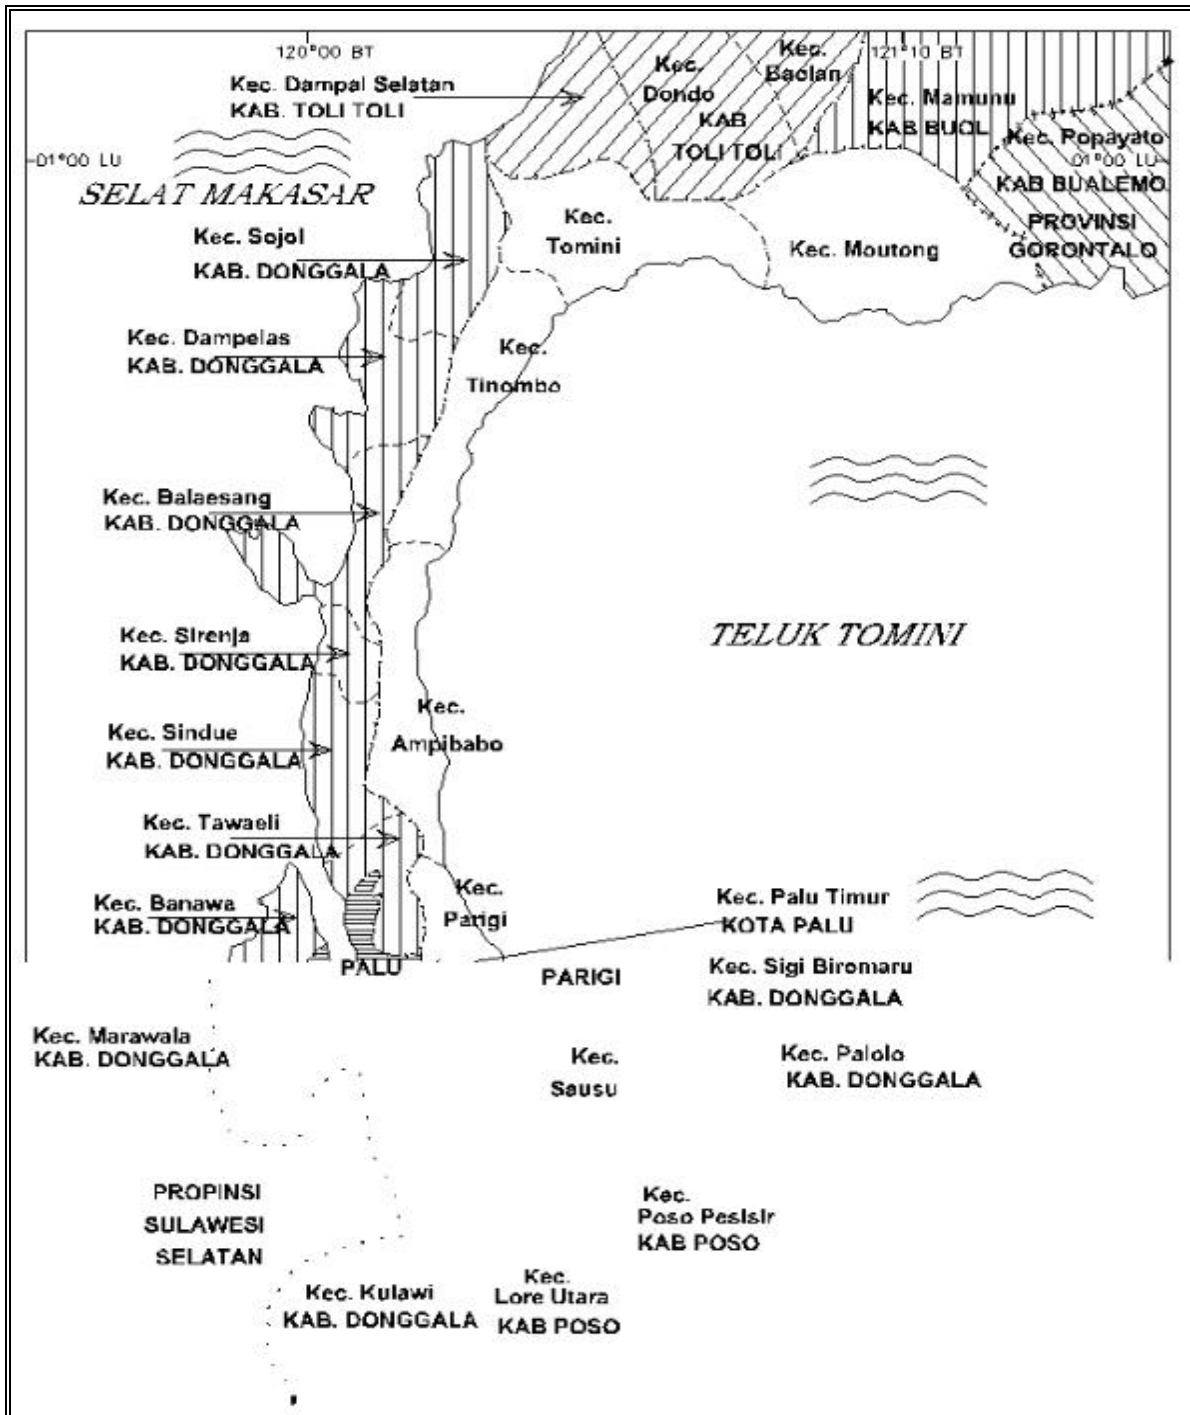 120°00 BT
121°10 BT
Kec. Dampal Selatan
KAB. TOLI TOLI
Kec.
Dondo
KAB
TOLI TOLI
Kec.
Baolan
Kec. Mamunu
KAB BUOL
Kec. Popayato
01°00 LU
KAB BUALEMO
PROVINSI
GORONTALO
01°00 LU
SELAT MAKASAR
Kec. Sojol
KAB. DONGGALA
Kec.
Tomini
Kec. Moutong
Kec. Dampelas
KAB. DONGGALA
Kec.
Tinombo
Kec. Balaesang
KAB. DONGGALA
Kec. Sirenja
KAB. DONGGALA
TELUK TOMINI
Kec. Sindue
KAB. DONGGALA
Kec.
Ampibabo
Kec. Tawaeli
KAB. DONGGALA
Kec. Banawa
KAB. DONGGALA
Kec.
Parigi
Kec. Palu Timur
KOTA PALU
PALU
PARIGI
Kec. Sigi Biromaru
KAB. DONGGALA
Kec. Marawala
KAB. DONGGALA
Kec.
Sausu
Kec. Palolo
KAB. DONGGALA
PROPINSI
SULAWESI
SELATAN
Kec.
Poso Pesisir
KAB POSO
Kec. Kulawi
KAB. DONGGALA
Kec.
Lore Utara
KAB POSO